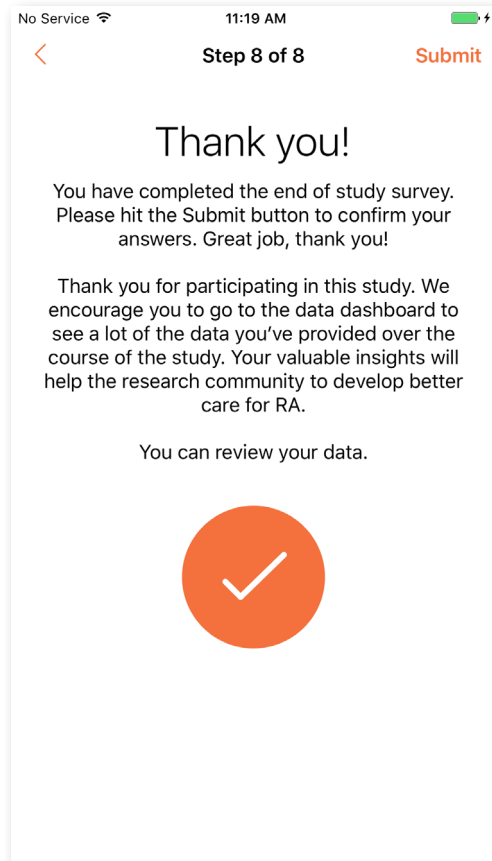 No Service 11:19 AM
Step 8 of 8 Submit
Thank you!
You have completed the end of study survey.
Please hit the Submit button to confirm your
answers. Great job, thank you!
Thank you for participating in this study. We
encourage you to go to the data dashboard to
see a lot of the data you’ve provided over the
course of the study. Your valuable insights will
help the research community to develop better
care for RA.
You can review your data.